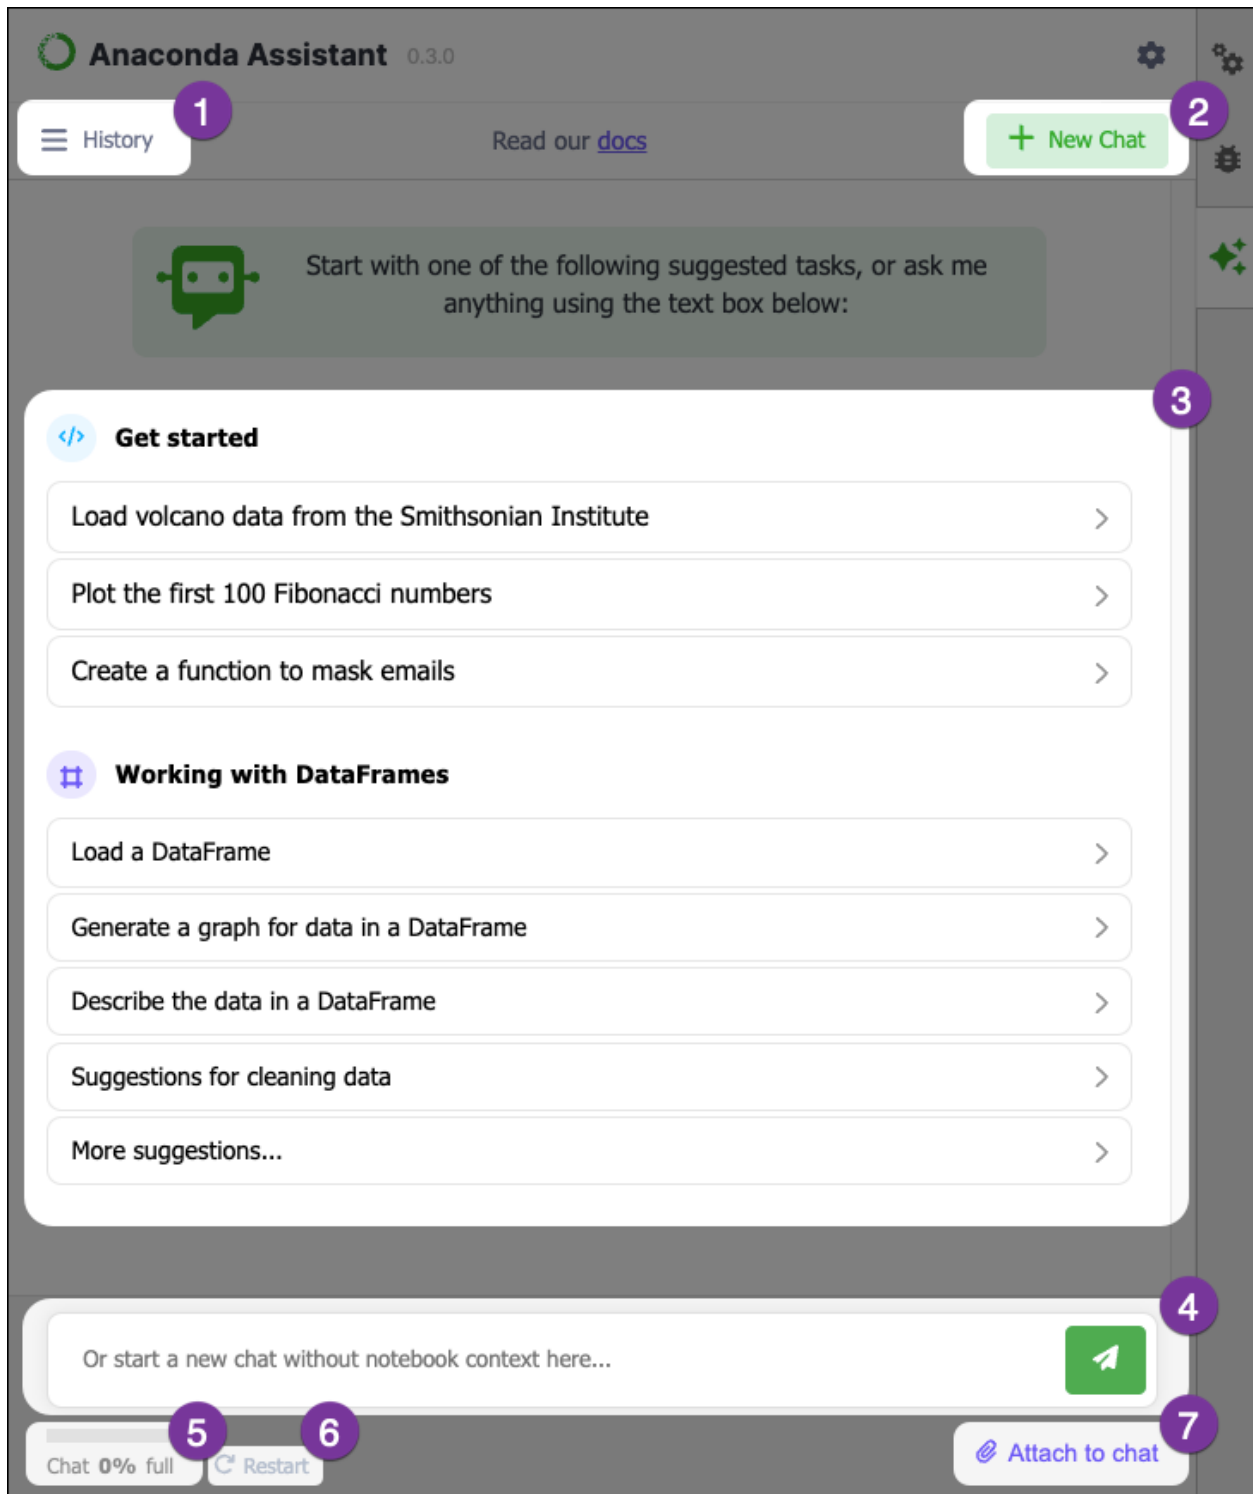 Anaconda Assistant 0.3.0
1
History
Read our docs
2
New Chat
Start with one of the following suggested tasks, or ask me
anything using the text box below:
3
Get started
Load volcano data from the Smithsonian Institute
Plot the first 100 Fibonacci numbers
Create a function to mask emails
Working with DataFrames
Load a DataFrame
Generate a graph for data in a DataFrame
Describe the data in a DataFrame
Suggestions for cleaning data
More suggestions...
4
Or start a new chat without notebook context here...
5
Chat 0% full
6
Restart
7
Attach to chat